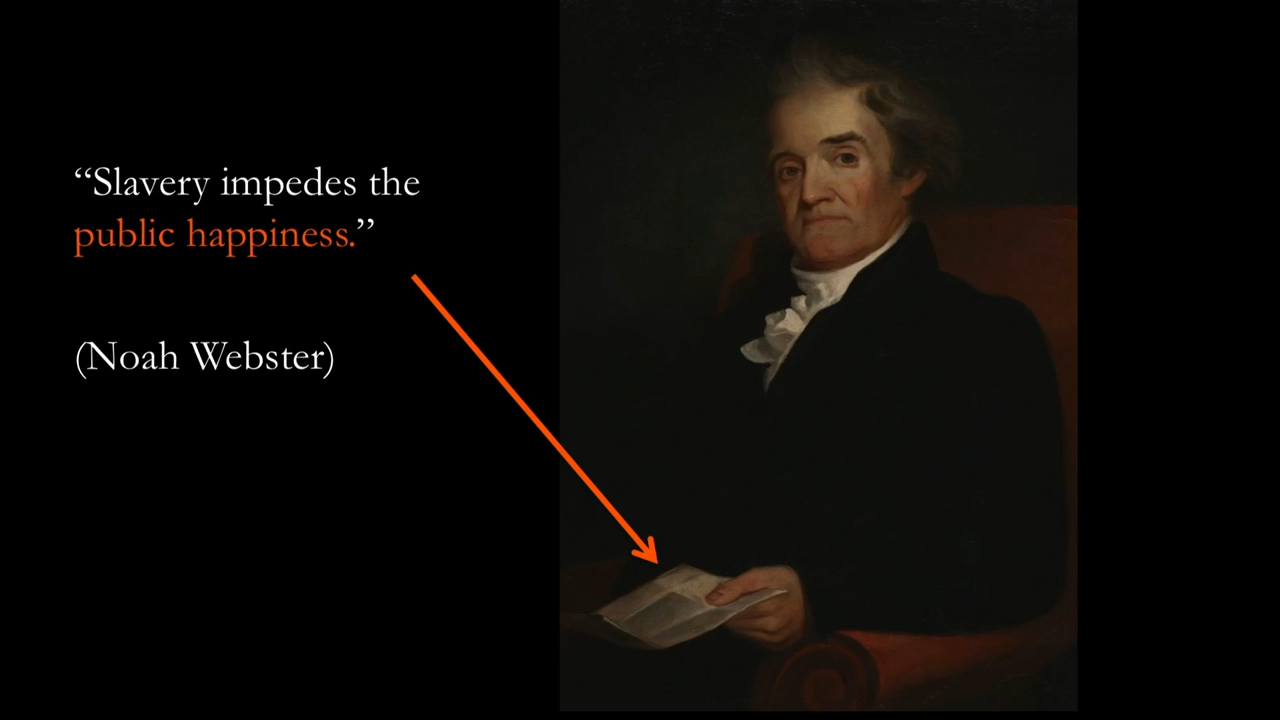 “Slavery impedes the
public happiness.”
(Noah Webster)